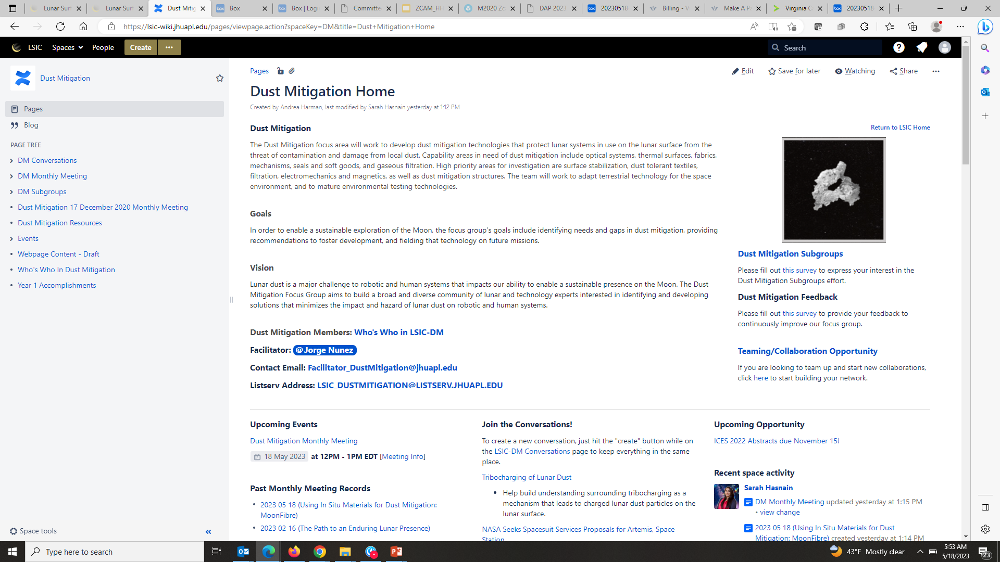 Lunar Surf
Lunar Surf
Dust Mitig
Box
Box | Logi
Committe
ZCAM_HH
M2020 Zc
DAP 2023
20230518
Billing - V
Make A P
Virginia C
20230518
https://lsic-wiki.jhuapl.edu/pages/viewpage.action?spaceKey=DM&title=Dust+Mitigation+Home
LSIC Spaces People Create ••• Search
Dust Mitigation
Pages
Blog
PAGE TREE
DM Conversations
DM Monthly Meeting
DM Subgroups
Dust Mitigation 17 December 2020 Monthly Meeting
Dust Mitigation Resources
Events
Webpage Content - Draft
Who's Who In Dust Mitigation
Year 1 Accomplishments
Space tools
Pages
Edit Save for later Watching Share •••
Dust Mitigation Home
Created by Andrea Harman, last modified by Sarah Hasnain yesterday at 1:12 PM
Dust Mitigation
The Dust Mitigation focus area will work to develop dust mitigation technologies that protect lunar systems in use on the lunar surface from the
threat of contamination and damage from local dust. Capability areas in need of dust mitigation include optical systems, thermal surfaces, fabrics,
mechanisms, seals and soft goods, and gaseous filtration. High priority areas for investigation are surface stabilization, dust tolerant textiles,
filtration, electromechanics and magnetics, as well as dust mitigation structures. The team will work to adapt terrestrial technology for the space
environment, and to mature environmental testing technologies.
Goals
In order to enable a sustainable exploration of the Moon, the focus group's goals include identifying needs and gaps in dust mitigation, providing
recommendations to foster development, and fielding that technology on future missions.
Vision
Lunar dust is a major challenge to robotic and human systems that impacts our ability to enable a sustainable presence on the Moon. The Dust
Mitigation Focus Group aims to build a broad and diverse community of lunar and technology experts interested in identifying and developing
solutions that minimizes the impact and hazard of lunar dust on robotic and human systems.
Dust Mitigation Members: Who's Who in LSIC-DM
Facilitator: @Jorge Nunez
Contact Email: Facilitator_DustMitigation@jhuapl.edu
Listserv Address: LSIC_DUSTMITIGATION@LISTSERV.JHUAPL.EDU
Return to LSIC Home
Dust Mitigation Subgroups
Please fill out this survey to express your interest in the
Dust Mitigation Subgroups effort.
Dust Mitigation Feedback
Please fill out this survey to provide your feedback to
continuously improve our focus group.
Teaming/Collaboration Opportunity
If you are looking to team up and start new collaborations,
click here to start building your network.
Upcoming Events
Dust Mitigation Monthly Meeting
18 May 2023 at 12PM - 1PM EDT [Meeting Info]
Past Monthly Meeting Records
• 2023 05 18 (Using In Situ Materials for Dust Mitigation:
MoonFibre)
• 2023 02 16 (The Path to an Enduring Lunar Presence)
Join the Conversations!
To create a new conversation, just hit the "create" button while on
the LSIC-DM Conversations page to keep everything in the same
place.
Tribocharging of Lunar Dust
• Help build understanding surrounding tribocharging as a
mechanism that leads to charged lunar dust particles on the
lunar surface.
NASA Seeks Spacesuit Services Proposals for Artemis, Space
Station
Upcoming Opportunity
ICES 2022 Abstracts due November 15!
Recent space activity
Sarah Hasnain
DM Monthly Meeting updated yesterday at 1:15 PM
• view change
2023 05 18 (Using In Situ Materials for Dust
Mitigation: MoonFibre) created yesterday at 1:14 PM
Type here to search
43°F Mostly clear
5:53 AM
5/18/2023
23